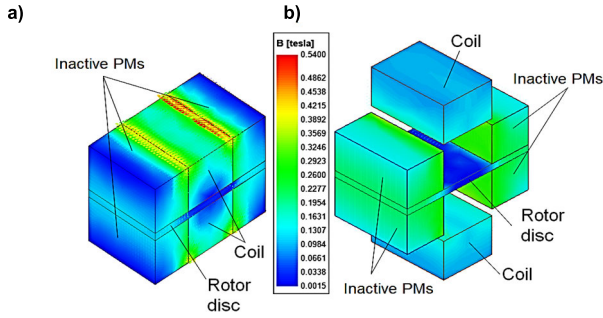 a)
b)
Inactive PMs
Coil
Rotor
disc
B [tesla]
0.5400
0.4862
0.4538
0.4215
0.3892
0.3569
0.3246
0.2923
0.2600
0.2277
0.1954
0.1631
0.1307
0.0984
0.0661
0.0338
0.0015
Coil
Inactive PMs
Rotor
disc
Inactive PMs
Coil